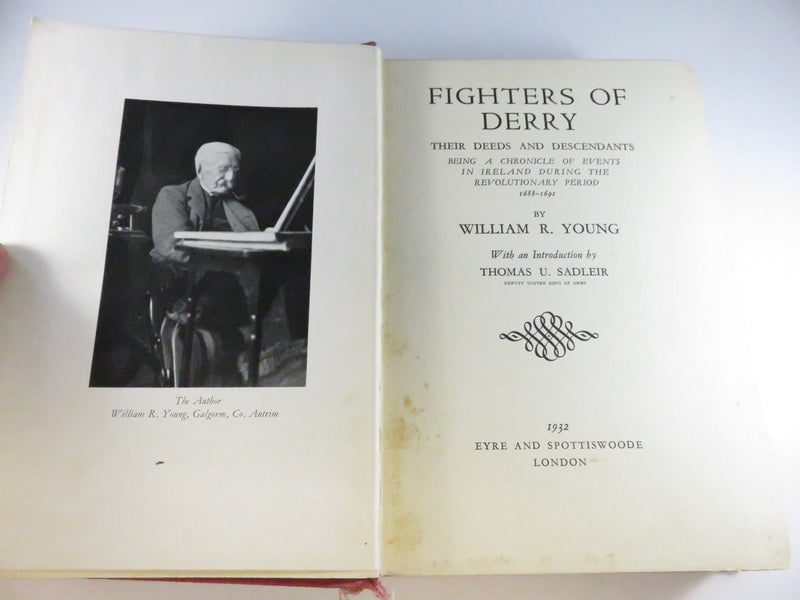 The Author
William R. Young, Galgorm, Co. Antrim
FIGHTERS OF
DERRY
THEIR DEEDS AND DESCENDANTS
BEING A CHRONICLE OF EVENTS
IN IRELAND DURING THE
REVOLUTIONARY PERIOD
1688-1691
BY
WILLIAM R. YOUNG
With an Introduction by
THOMAS U. SADLEIR
DEPUTY ULSTER KING OF ARMS
1932
EYRE AND SPOTTISWOODE
LONDON